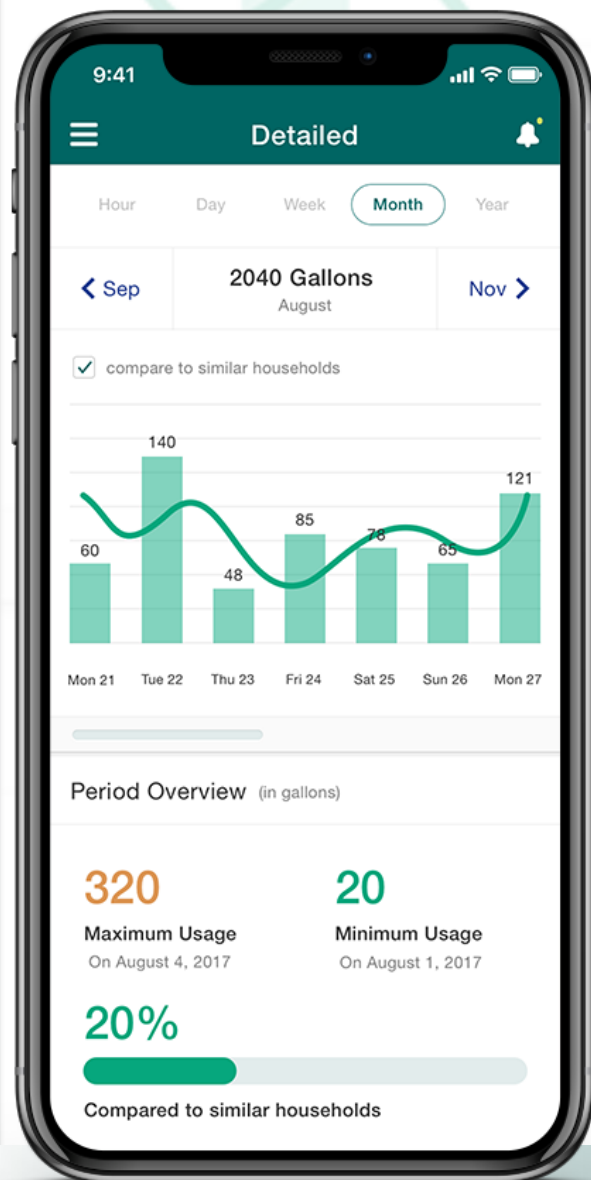 9:41
Detailed
Hour Day Week Month Year
Sep 2040 Gallons Nov
August
compare to similar households
140
121
85
78
60 65
48
Mon 21 Tue 22 Thu 23 Fri 24 Sat 25 Sun 26 Mon 27
Period Overview (in gallons)
320 20
Maximum Usage Minimum Usage
On August 4, 2017 On August 1, 2017
20%
Compared to similar households